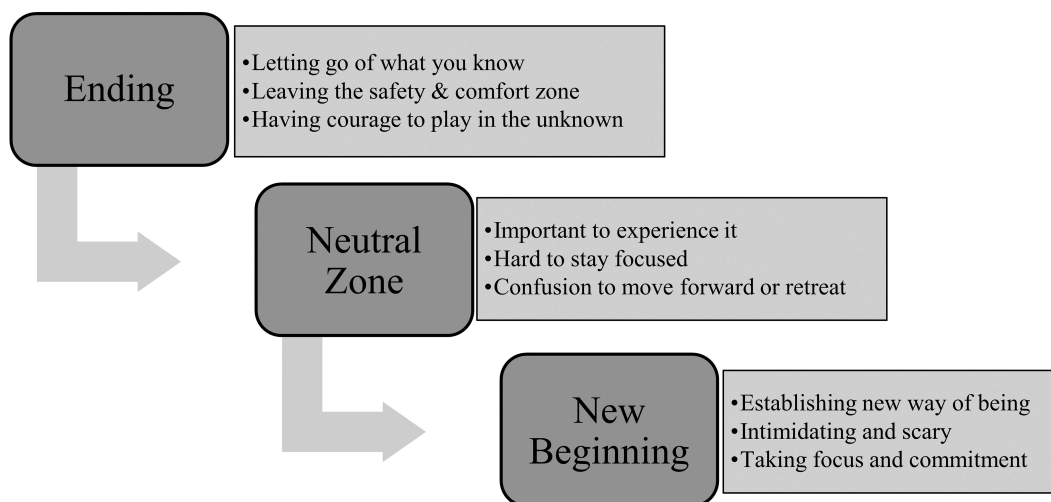 Ending
•Letting go of what you know
•Leaving the safety & comfort zone
•Having courage to play in the unknown
Neutral
Zone
•Important to experience it
•Hard to stay focused
•Confusion to move forward or retreat
New
Beginning
•Establishing new way of being
•Intimidating and scary
•Taking focus and commitment